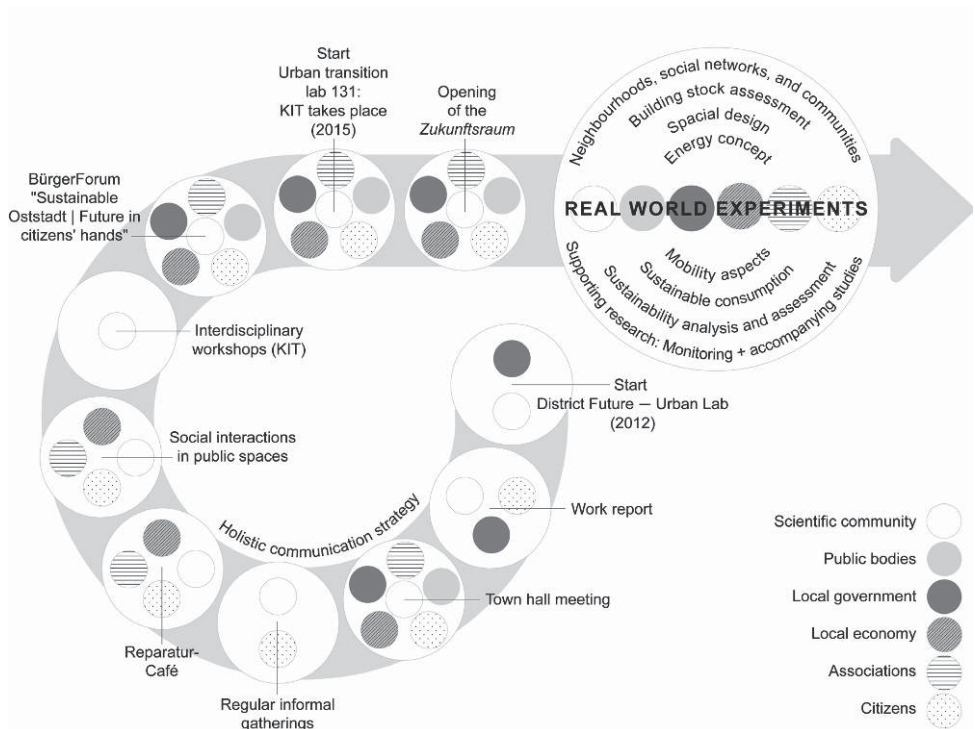 Start
Urban transition
lab 131:
KIT takes place
(2015)
Opening
of the
Zukunftsraum
BürgerForum
"Sustainable
Oststadt | Future in
citizens' hands"
Neighbourhoods, social networks, and communities
Building stock assessment
Spacial design
Energy concept
REAL WORLD EXPERIMENTS
Mobility aspects
Sustainable consumption
Sustainability analysis and assessment
Supporting research: Monitoring + accompanying studies
Interdisciplinary
workshops (KIT)
Start
District Future — Urban Lab
(2012)
Social interactions
in public spaces
Holistic communication strategy
Work report
Town hall meeting
Reparatur-
Café
Regular informal
gatherings
Scientific community
Public bodies
Local government
Local economy
Associations
Citizens